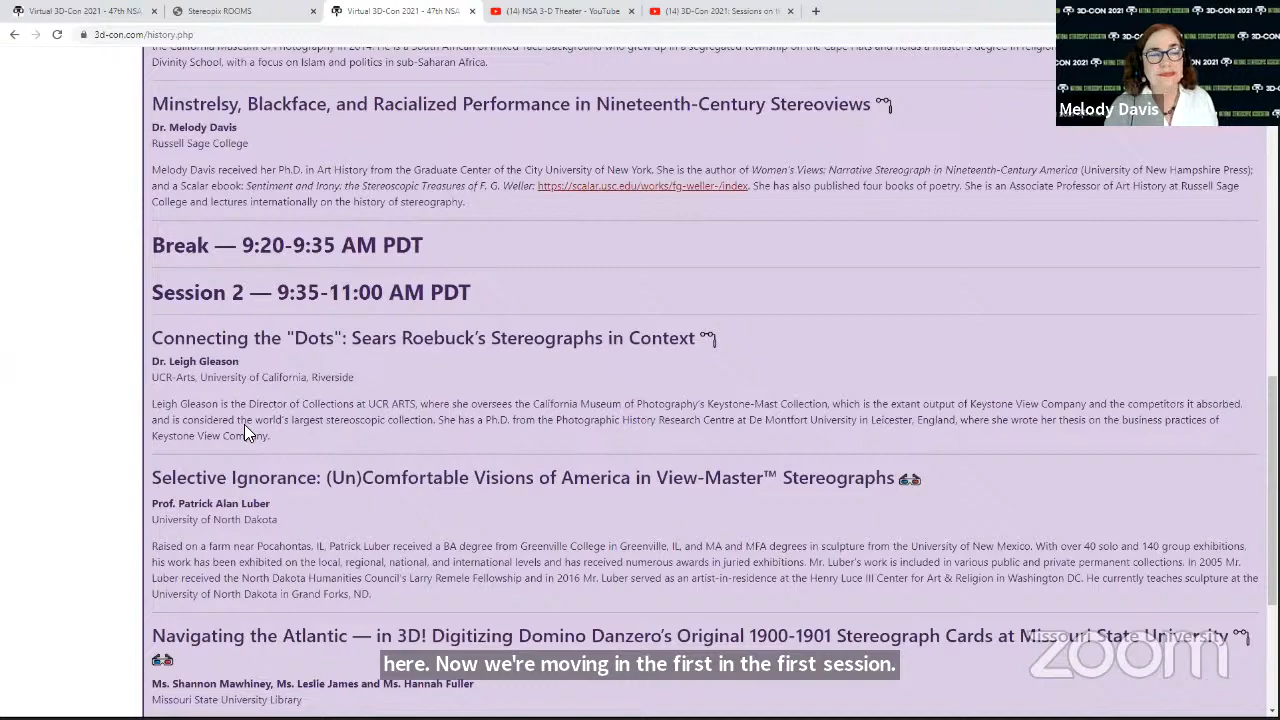 Virtual 3D-Con 2021 - 47th NSA
Stereopix RDOMS
Virtual 3D-Con 2021 - 47th NSA
(14) NSA 3-D Theater - YouTube
(14) 3D-Con 2021: Sessions on t
3d-con.com/history.php
Divinity School, with a focus on Islam and politics in sub-Saharan Africa.
Minstrelsy, Blackface, and Racialized Performance in Nineteenth-Century Stereoviews
Dr. Melody Davis
Russell Sage College
Melody Davis received her Ph.D. in Art History from the Graduate Center of the City University of New York. She is the author of Women's Views: Narrative Stereograph in Nineteenth-Century America (University of New Hampshire Press);
and a Scalar ebook: Sentiment and Irony: the Stereoscopic Treasures of F. G. Weller: https://scalar.usc.edu/works/fg-weller-/index. She has also published four books of poetry. She is an Associate Professor of Art History at Russell Sage
College and lectures internationally on the history of stereography.
Break — 9:20-9:35 AM PDT
Session 2 — 9:35-11:00 AM PDT
Connecting the "Dots": Sears Roebuck's Stereographs in Context
Dr. Leigh Gleason
UCR-Arts, University of California, Riverside
Leigh Gleason is the Director of Collections at UCR ARTS, where she oversees the California Museum of Photography's Keystone-Mast Collection, which is the extant output of Keystone View Company and the competitors it absorbed,
and is considered the world's largest stereoscopic collection. She has a Ph.D. from the Photographic History Research Centre at De Montfort University in Leicester, England, where she wrote her thesis on the business practices of
Keystone View Company.
Selective Ignorance: (Un)Comfortable Visions of America in View-Master™ Stereographs
Prof. Patrick Alan Luber
University of North Dakota
Raised on a farm near Pocahontas, IL, Patrick Luber received a BA degree from Greenville College in Greenville, IL, and MA and MFA degrees in sculpture from the University of New Mexico. With over 40 solo and 140 group exhibitions,
his work has been exhibited on the local, regional, national, and international levels and has received numerous awards in juried exhibitions. Mr. Luber's work is included in various public and private permanent collections. In 2005 Mr.
Luber received the North Dakota Humanities Council's Larry Remele Fellowship and in 2016 Mr. Luber served as an artist-in-residence at the Henry Luce III Center for Art & Religion in Washington DC. He currently teaches sculpture at the
University of North Dakota in Grand Forks, ND.
Navigating the Atlantic — in 3D! Digitizing Domino Danzero's Original 1900-1901 Stereograph Cards at Missouri State University
Ms. Shannon Mawhiney, Ms. Leslie James and Ms. Hannah Fuller
Missouri State University Library
here. Now we're moving in the first in the first session.
zoom
3D-CON 2021
NATIONAL STEREOSCOPIC ASSOCIATION
Melody Davis